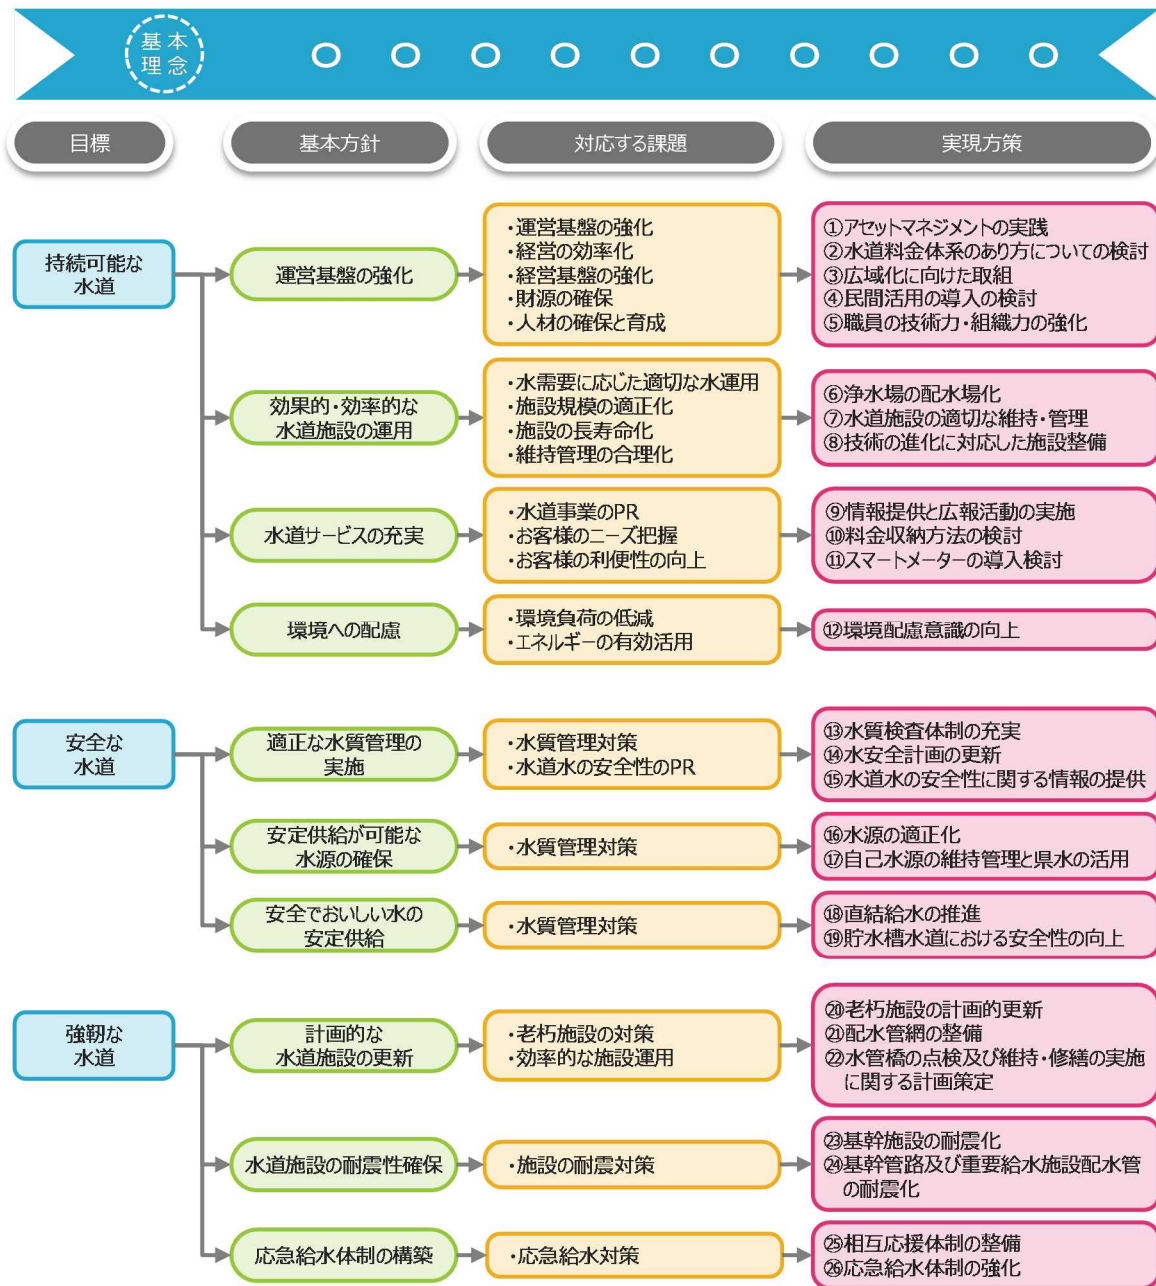 基本
理念
○ ○ ○ ○ ○ ○ ○ ○ ○ ○
目標
基本方針
対応する課題
実現方策
持続可能な
水道
運営基盤の強化
・運営基盤の強化
・経営の効率化
・経営基盤の強化
・財源の確保
・人材の確保と育成
①アセットマネジメントの実践
②水道料金体系のあり方についての検討
③広域化に向けた取組
④民間活用の導入の検討
⑤職員の技術力・組織力の強化
効果的・効率的な
水道施設の運用
・水需要に応じた適切な水運用
・施設規模の適正化
・施設の長寿命化
・維持管理の合理化
⑥浄水場の配水場化
⑦水道施設の適切な維持・管理
⑧技術の進化に対応した施設整備
水道サービスの充実
・水道事業のPR
・お客様のニーズ把握
・お客様の利便性の向上
⑨情報提供と広報活動の実施
⑩料金収納方法の検討
⑪スマートメーターの導入検討
環境への配慮
・環境負荷の低減
・エネルギーの有効活用
⑫環境配慮意識の向上
安全な
水道
適正な水質管理の
実施
・水質管理対策
・水道水の安全性のPR
⑬水質検査体制の充実
⑭水安全計画の更新
⑮水道水の安全性に関する情報の提供
安定供給が可能な
水源の確保
・水質管理対策
⑯水源の適正化
⑰自己水源の維持管理と県水の活用
安全でおいしい水の
安定供給
・水質管理対策
⑱直結給水の推進
⑲貯水槽水道における安全性の向上
強靭な
水道
計画的な
水道施設の更新
・老朽施設の対策
・効率的な施設運用
⑳老朽施設の計画的更新
㉑配水管網の整備
㉒水管橋の点検及び維持・修繕の実施
に関する計画策定
水道施設の耐震性確保
・施設の耐震対策
㉓基幹施設の耐震化
㉔基幹管路及び重要給水施設配水管
の耐震化
応急給水体制の構築
・応急給水対策
㉕相互応援体制の整備
㉖応急給水体制の強化